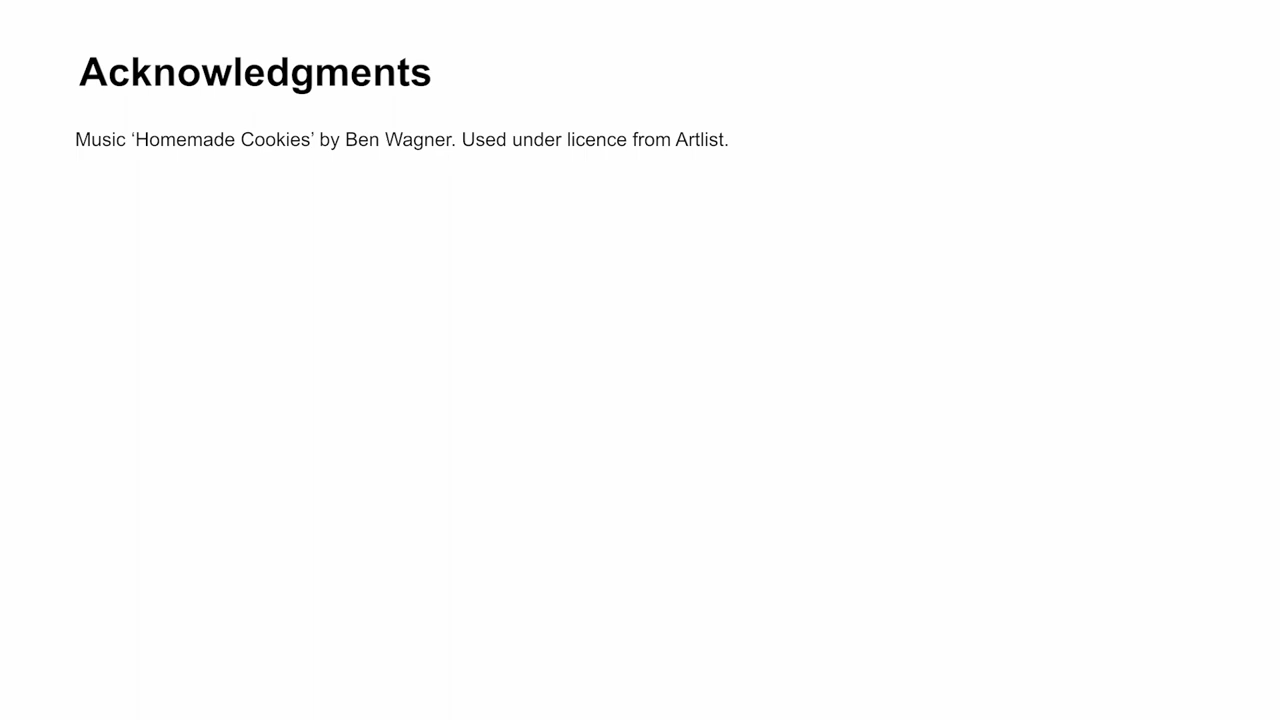 Acknowledgments
Music ‘Homemade Cookies’ by Ben Wagner. Used under licence from Artlist.